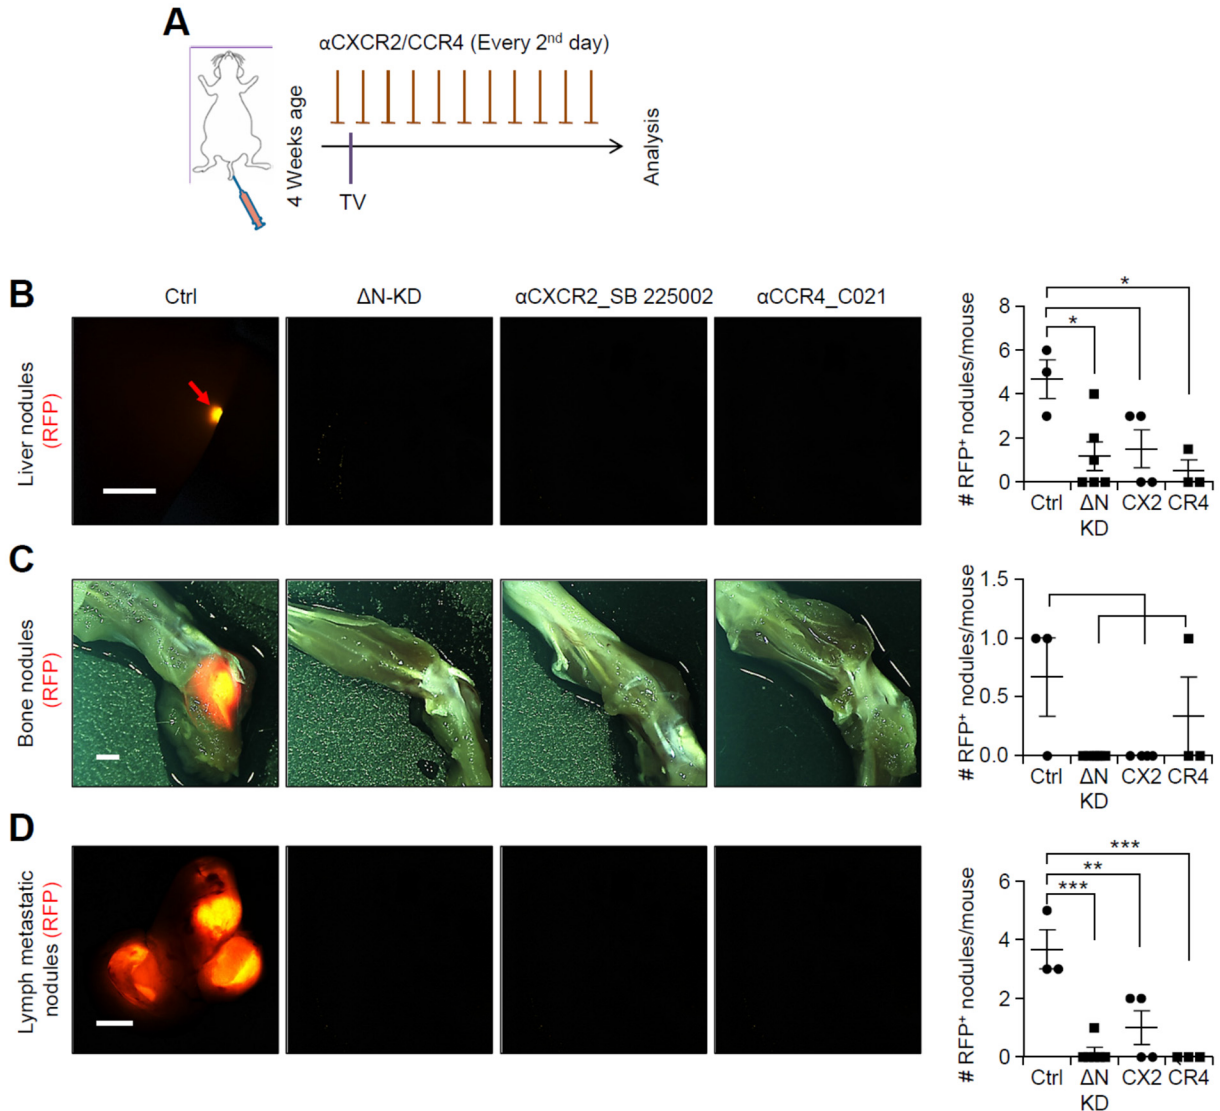 A
αCXCR2/CCR4 (Every 2nd day)
4 Weeks age
TV
Analysis
B
Ctrl
ΔN-KD
αCXCR2_SB 225002
αCCR4_C021
Liver nodules
(RFP)
# RFP+ nodules/mouse
8
6
4
2
0
*
*
Ctrl
ΔN
KD
CX2
CR4
C
Bone nodules
(RFP)
# RFP+ nodules/mouse
1.5
1.0
0.5
0.0
Ctrl
ΔN
KD
CX2
CR4
D
Lymph metastatic
nodules (RFP)
# RFP+ nodules/mouse
6
4
2
0
***
**
***
Ctrl
ΔN
KD
CX2
CR4